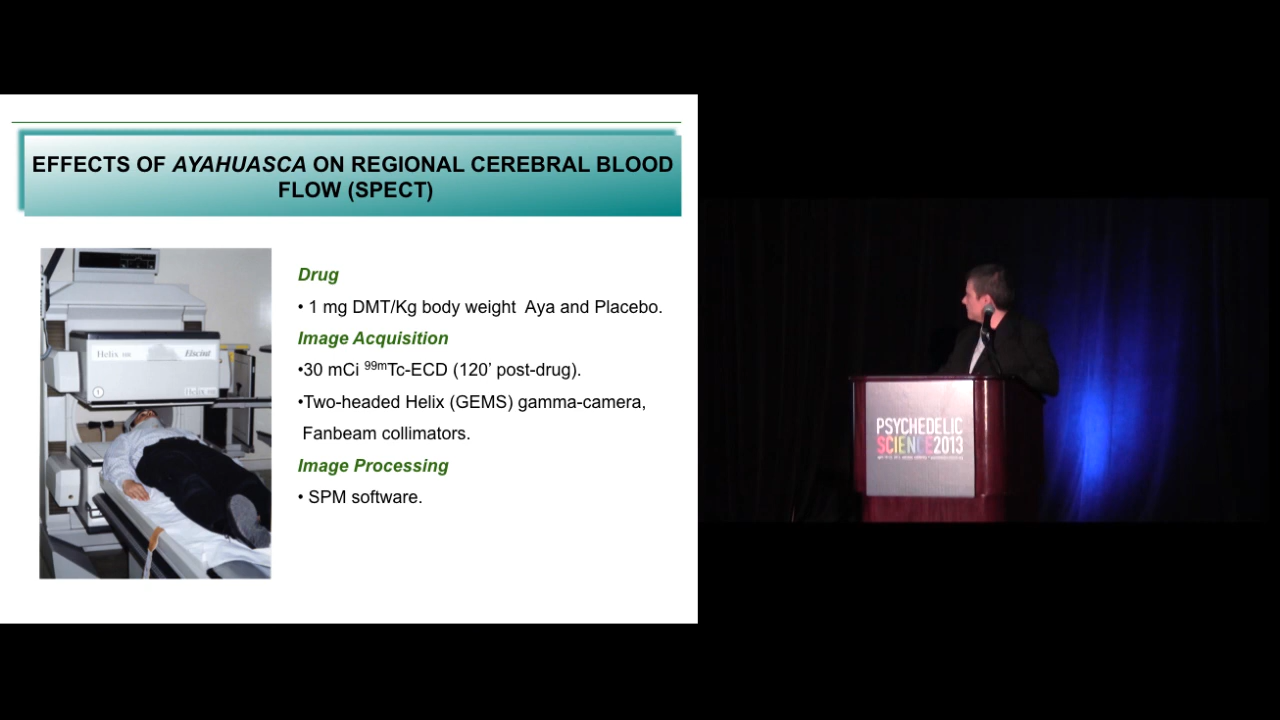 EFFECTS OF AYAHUASCA ON REGIONAL CEREBRAL BLOOD
FLOW (SPECT)
Drug
• 1 mg DMT/Kg body weight  Aya and Placebo.
Image Acquisition
•30 mCi 99mTc-ECD (120’ post-drug).
•Two-headed Helix (GEMS) gamma-camera,
Fanbeam collimators.
Image Processing
• SPM software.
Helix
Elscint
Helix
PSYCHEDELIC
SCIENCE2013